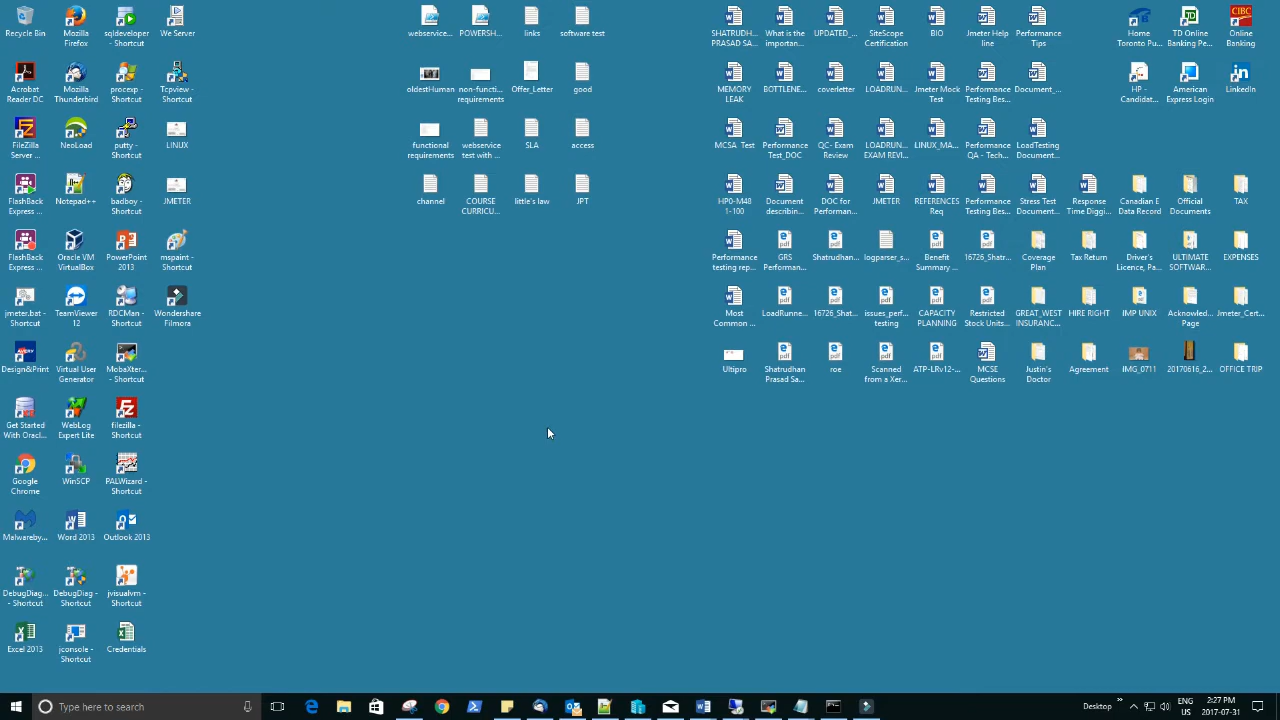 Recycle Bin
Mozilla
Firefox
sqldeveloper
- Shortcut
We Server
webservice...
POWERSH...
links
software test
SHATRUDH...
PRASAD SA...
What is the
importan...
UPDATED_...
SiteScope
Certification
BIO
Jmeter Help
line
Performance
Tips
Home
Toronto Pu...
TD Online
Banking Pe...
CIBC
Online
Banking
Acrobat
Reader DC
Mozilla
Thunderbird
procexp -
Shortcut
Tcpview -
Shortcut
oldestHuman
non-functi...
requirements
Offer_Letter
good
MEMORY
LEAK
BOTTLENE...
coverletter
LOADRUN...
Jmeter Mock
Test
Performance
Testing Bes...
Document_...
HP -
Candidat...
American
Express Login
LinkedIn
FileZilla
Server ...
NeoLoad
putty -
Shortcut
LINUX
functional
requirements
webservice
test with ...
SLA
access
MCSA Test
Performance
Test_DOC
QC- Exam
Review
LOADRUN...
EXAM REVI...
LINUX_MA...
Performance
QA - Tech...
LoadTesting
Document...
FlashBack
Express ...
Notepad++
badboy -
Shortcut
JMETER
channel
COURSE
CURRICU...
little's law
JPT
HP0-M48
1-100
Document
describin...
DOC for
Performan...
JMETER
REFERENCES
Req
Performance
Testing Bes...
Stress Test
Document...
Response
Time Diggi...
Canadian E
Data Record
Official
Documents
TAX
FlashBack
Express ...
Oracle VM
VirtualBox
PowerPoint
2013
mspaint -
Shortcut
Performance
testing rep...
GRS
Performan...
Shatrudhan...
logparser_s...
Benefit
Summary ...
16726_Shatr...
Coverage
Plan
Tax Return
Driver's
Licence, Pa...
ULTIMATE
SOFTWAR...
EXPENSES
jmeter.bat -
Shortcut
TeamViewer
12
RDCMan -
Shortcut
Wondershare
Filmora
Most
Common ...
LoadRunne...
16726_Shat...
issues_perf...
testing
CAPACITY
PLANNING
Restricted
Stock Units...
GREAT_WEST
INSURANC...
HIRE RIGHT
IMP UNIX
Acknowled...
Page
Jmeter_Cert...
AVERY
Design&Print
Virtual User
Generator
MobaXter...
- Shortcut
Ultipro
Shatrudhan
Prasad Sa...
roe
Scanned
from a Xer...
ATP-LRv12-...
MCSE
Questions
Justin's
Doctor
Agreement
IMG_0711
20170616_2...
OFFICE TRIP
Get Started
With Oracl...
WebLog
Expert Lite
filezilla -
Shortcut
Google
Chrome
WinSCP
PALWizard -
Shortcut
Malwareby...
Word 2013
Outlook 2013
DebugDiag...
- Shortcut
DebugDiag -
Shortcut
jvisualvm -
Shortcut
Excel 2013
jconsole -
Shortcut
Credentials
Type here to search
Desktop
ENG
US
2:27 PM
2017-07-31